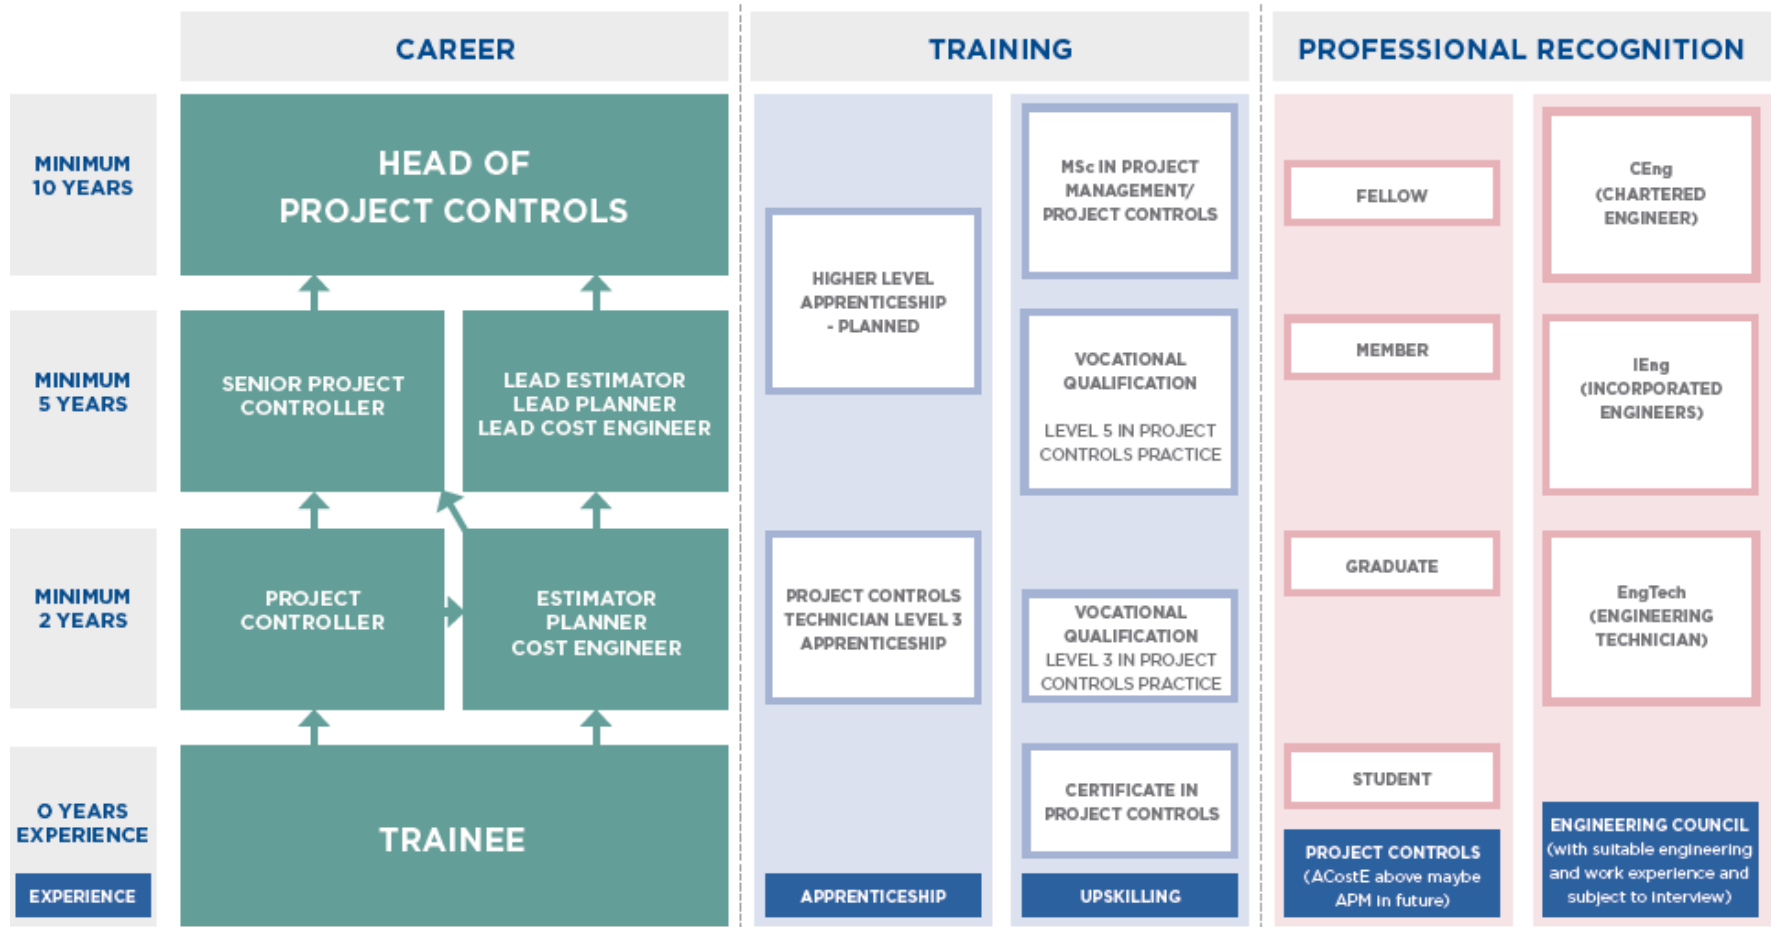 CAREER
TRAINING
PROFESSIONAL RECOGNITION
MINIMUM
10 YEARS
HEAD OF
PROJECT CONTROLS
HIGHER LEVEL
APPRENTICESHIP
- PLANNED
MSc IN PROJECT
MANAGEMENT/
PROJECT CONTROLS
FELLOW
CEng
(CHARTERED
ENGINEER)
MINIMUM
5 YEARS
SENIOR PROJECT
CONTROLLER
LEAD ESTIMATOR
LEAD PLANNER
LEAD COST ENGINEER
VOCATIONAL
QUALIFICATION
LEVEL 5 IN PROJECT
CONTROLS PRACTICE
MEMBER
IEng
(INCORPORATED
ENGINEERS)
MINIMUM
2 YEARS
PROJECT
CONTROLLER
ESTIMATOR
PLANNER
COST ENGINEER
PROJECT CONTROLS
TECHNICIAN LEVEL 3
APPRENTICESHIP
VOCATIONAL
QUALIFICATION
LEVEL 3 IN PROJECT
CONTROLS PRACTICE
GRADUATE
EngTech
(ENGINEERING
TECHNICIAN)
0 YEARS
EXPERIENCE
TRAINEE
CERTIFICATE IN
PROJECT CONTROLS
STUDENT
EXPERIENCE
APPRENTICESHIP
UPSKILLING
PROJECT CONTROLS
(ACostE above maybe
APM in future)
ENGINEERING COUNCIL
(with suitable engineering
and work experience and
subject to interview)